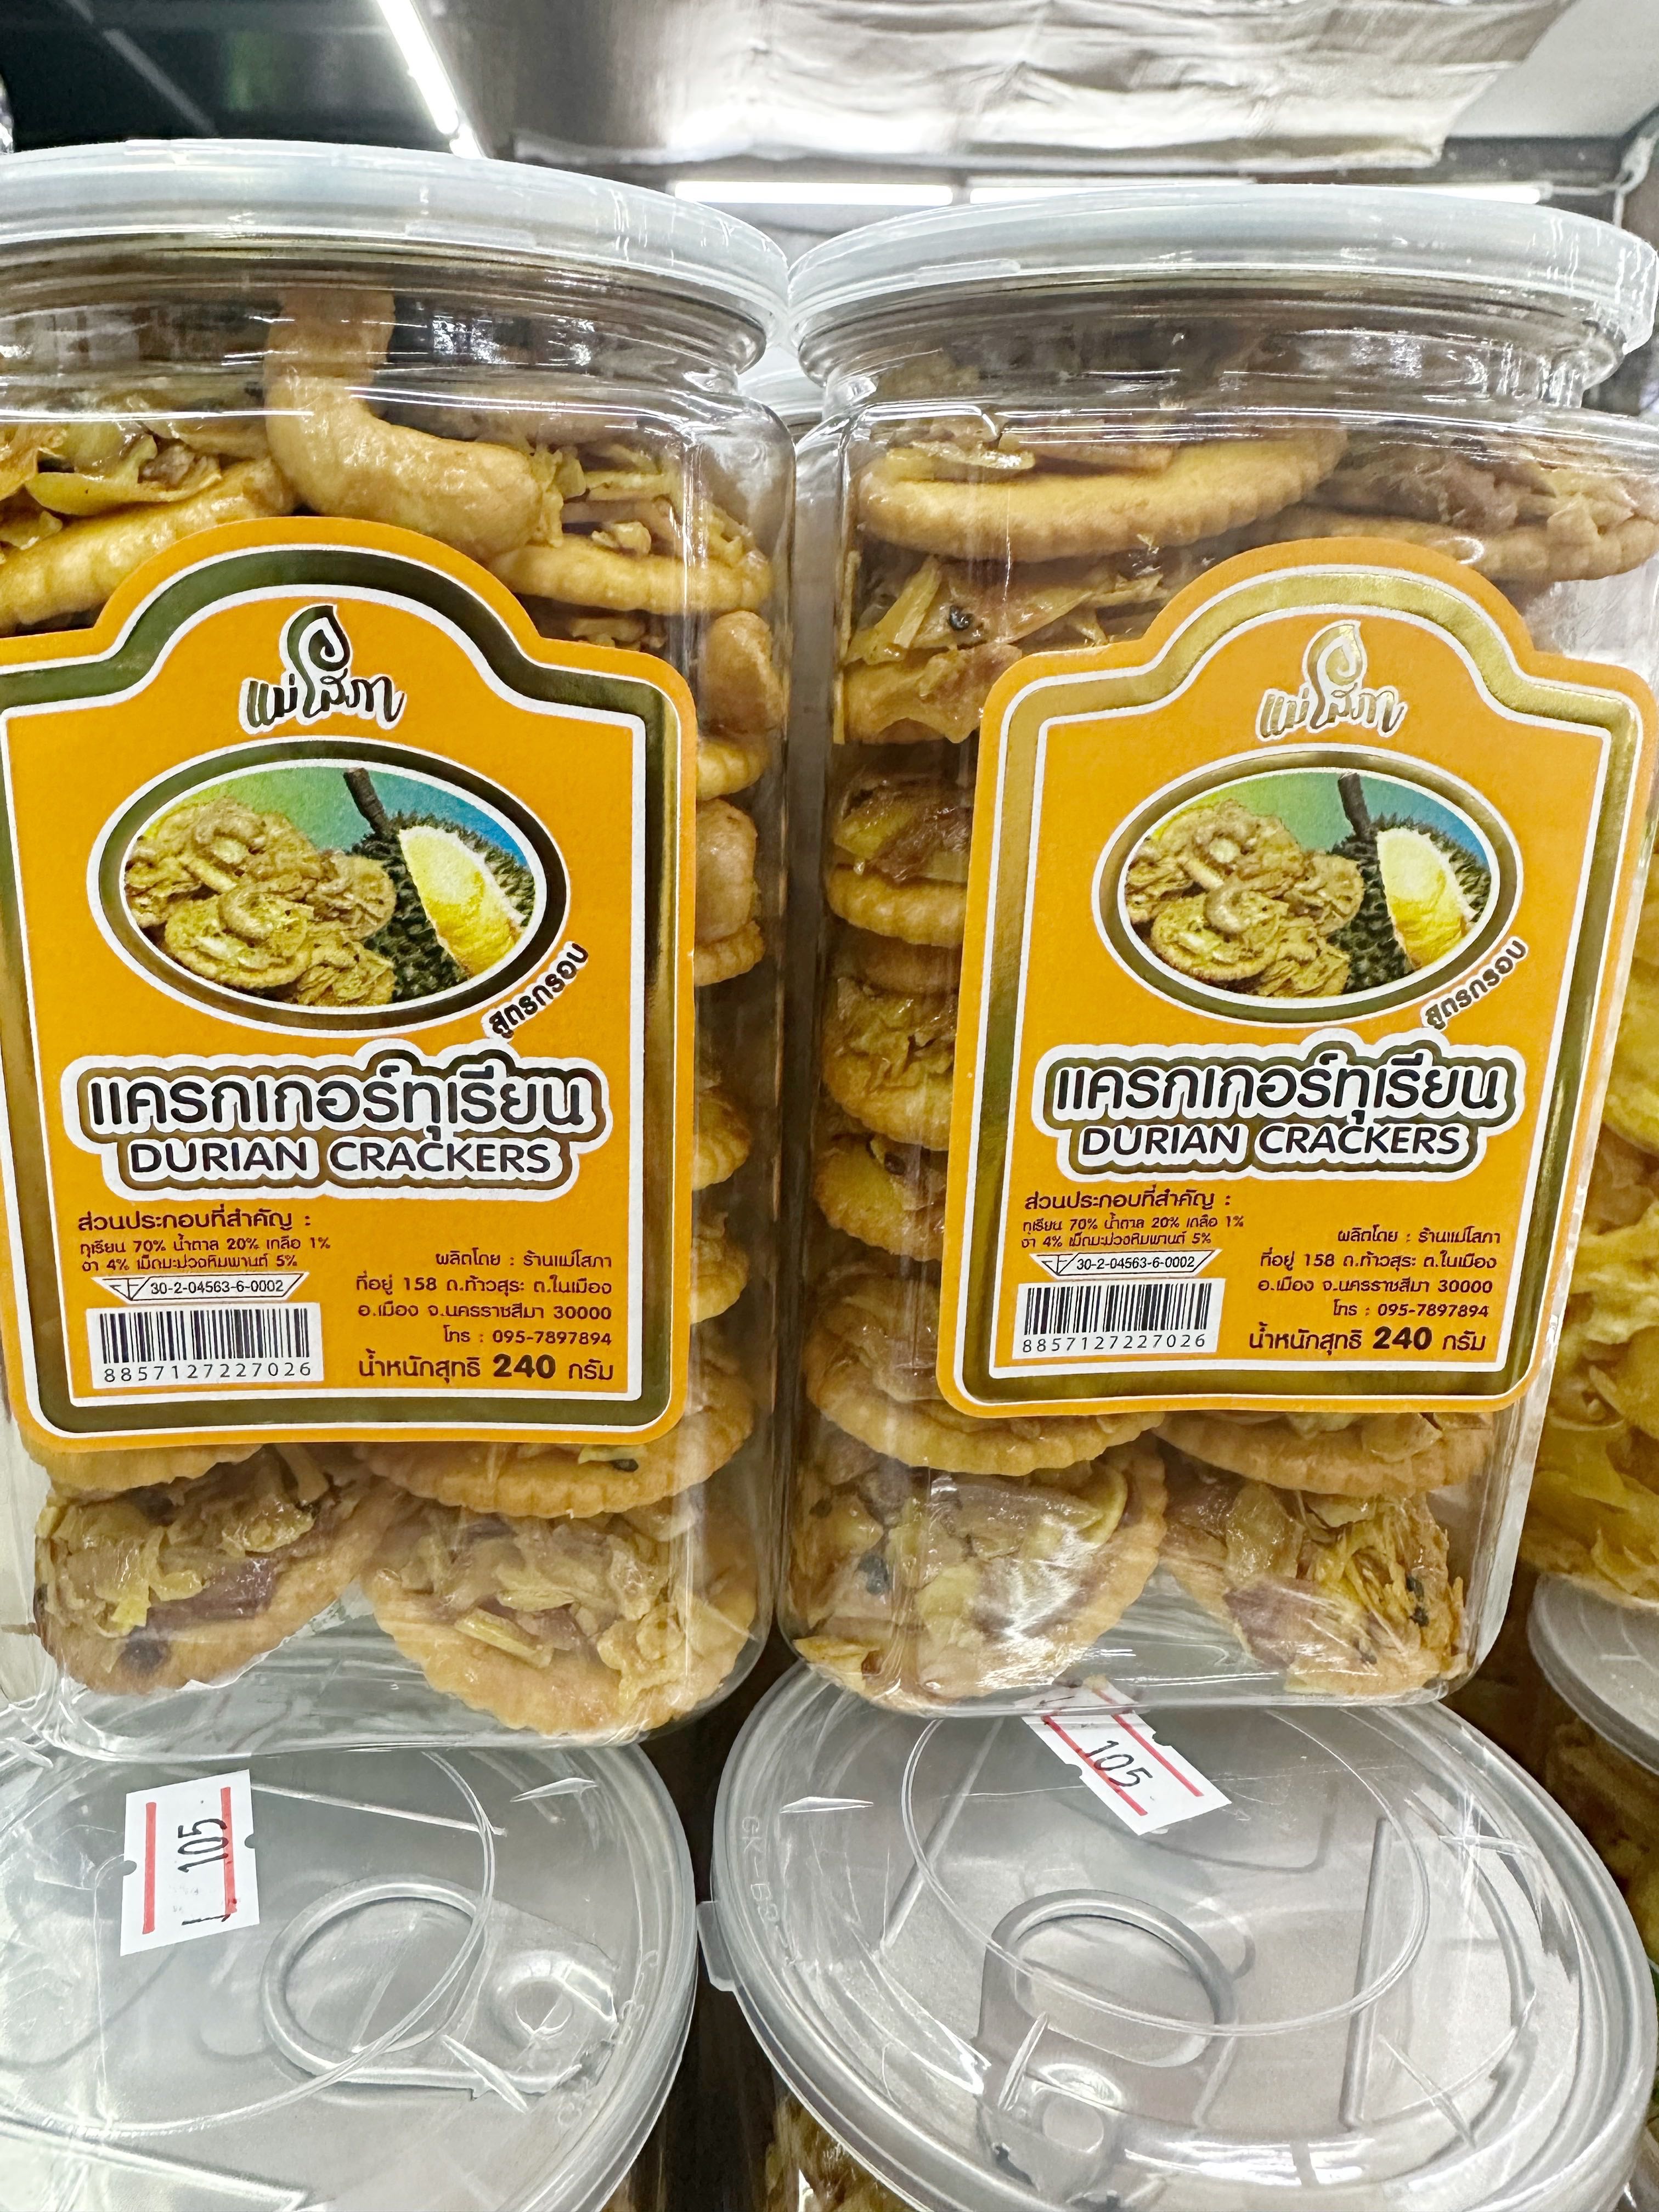 แม่โสภา
สูตรกรอบ
แครกเกอร์ทุเรียน
DURIAN CRACKERS
ส่วนประกอบที่สำคัญ :
ทุเรียน 70% น้ำตาล 20% เกลือ 1%
งา 4% เม็ดมะม่วงหิมพานต์ 5%
30-2-04563-6-0002
8857127227026
ผลิตโดย : ร้านแม่โสภา
ที่อยู่ 158 ถ.ท้าวสุระ ต.ในเมือง
อ.เมือง จ.นครราชสีมา 30000
โทร : 095-7897894
น้ำหนักสุทธิ 240 กรัม
แม่โสภา
สูตรกรอบ
แครกเกอร์ทุเรียน
DURIAN CRACKERS
ส่วนประกอบที่สำคัญ :
ทุเรียน 70% น้ำตาล 20% เกลือ 1%
งา 4% เม็ดมะม่วงหิมพานต์ 5%
30-2-04563-6-0002
8857127227026
ผลิตโดย : ร้านแม่โสภา
ที่อยู่ 158 ถ.ท้าวสุระ ต.ในเมือง
อ.เมือง จ.นครราชสีมา 30000
โทร : 095-7897894
น้ำหนักสุทธิ 240 กรัม
105
105